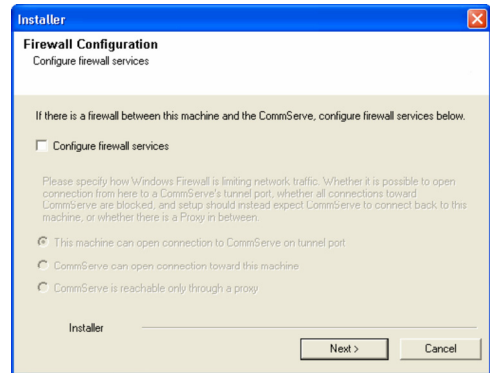 Installer
Firewall Configuration
Configure firewall services
If there is a firewall between this machine and the CommServe, configure firewall services below.
Configure firewall services
Please specify how Windows Firewall is limiting network traffic. Whether it is possible to open
connection from here to a CommServe's tunnel port, whether all connections toward
CommServe are blocked, and setup should instead expect CommServe to connect back to this
machine, or whether there is a Proxy in between.
This machine can open connection to CommServe on tunnel port
CommServe can open connection toward this machine
CommServe is reachable only through a proxy
Installer
Next >
Cancel